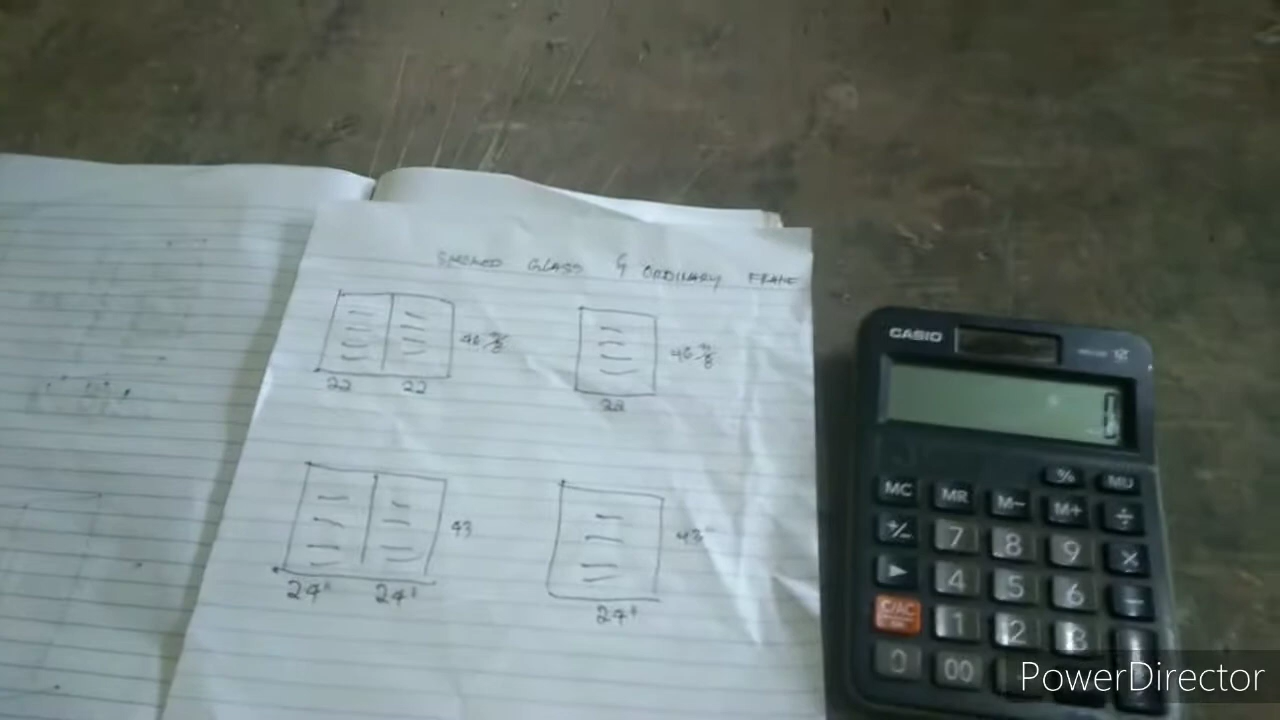 SMOKED GLASS & ORDINARY FRAME
22 22
22
43
24" 24"
43
24"
CASIO
% MU
MC MR M- M+ ÷
+/- 7 8 9 ×
▶ 4 5 6 −
C/AC 1 2 3
0 00
PowerDirector